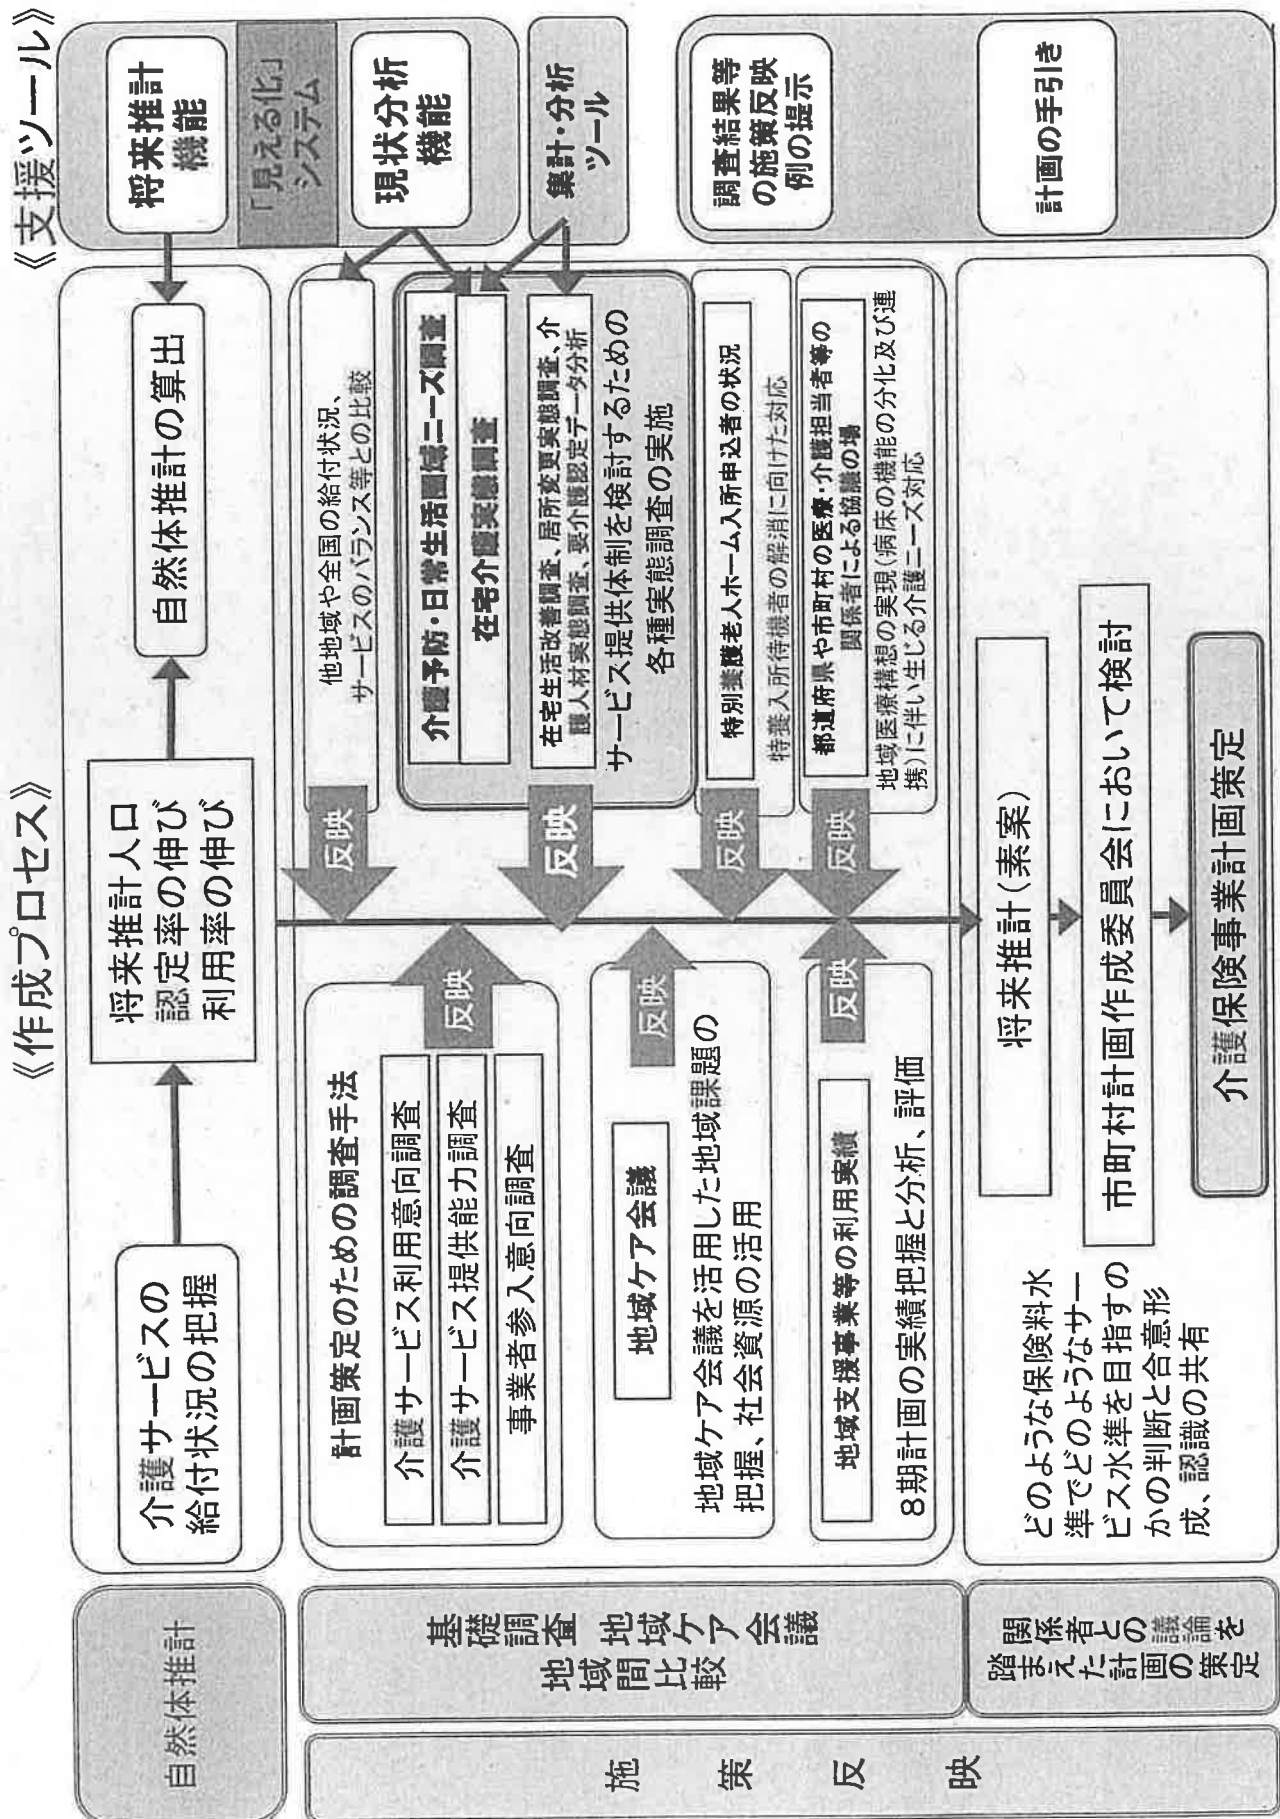 《作成プロセス》
《支援ツール》
自然体推計
介護サービスの
給付状況の把握
将来推計人口
認定率の伸び
利用率の伸び
自然体推計の算出
将来推計
機能
「見える化」
システム
現状分析
機能
集計・分析
ツール
調査結果等
の施策反映
例の提示
計画の手引き
施策反映
基礎調査 地域ケア会議
地域間比較
計画策定のための調査手法
介護サービス利用意向調査
介護サービス提供能力調査
事業者参入意向調査
反映
地域ケア会議
地域ケア会議を活用した地域課題の
把握、社会資源の活用
反映
地域支援事業等の利用実績
8期計画の実績把握と分析、評価
反映
反映
他地域や全国の給付状況、
サービスのバランス等との比較
反映
介護予防・日常生活圏域ニーズ調査
在宅介護実態調査
在宅生活改善調査、居所変更実態調査、介
護人材実態調査、要介護認定データ分析
サービス提供体制を検討するための
各種実態調査の実施
反映
特別養護老人ホーム入所申込者の状況
特養入所待機者の解消に向けた対応
反映
都道府県や市町村の医療・介護担当者等の
関係者による協議の場
地域医療構想の実現(病床の機能の分化及び連
携)に伴い生じる介護ニーズ対応
関係者との議論を
踏まえた計画の策定
どのような保険料水
準でどのようなサー
ビス水準を目指すの
かの判断と合意形
成、認識の共有
将来推計(素案)
市町村計画作成委員会において検討
介護保険事業計画策定